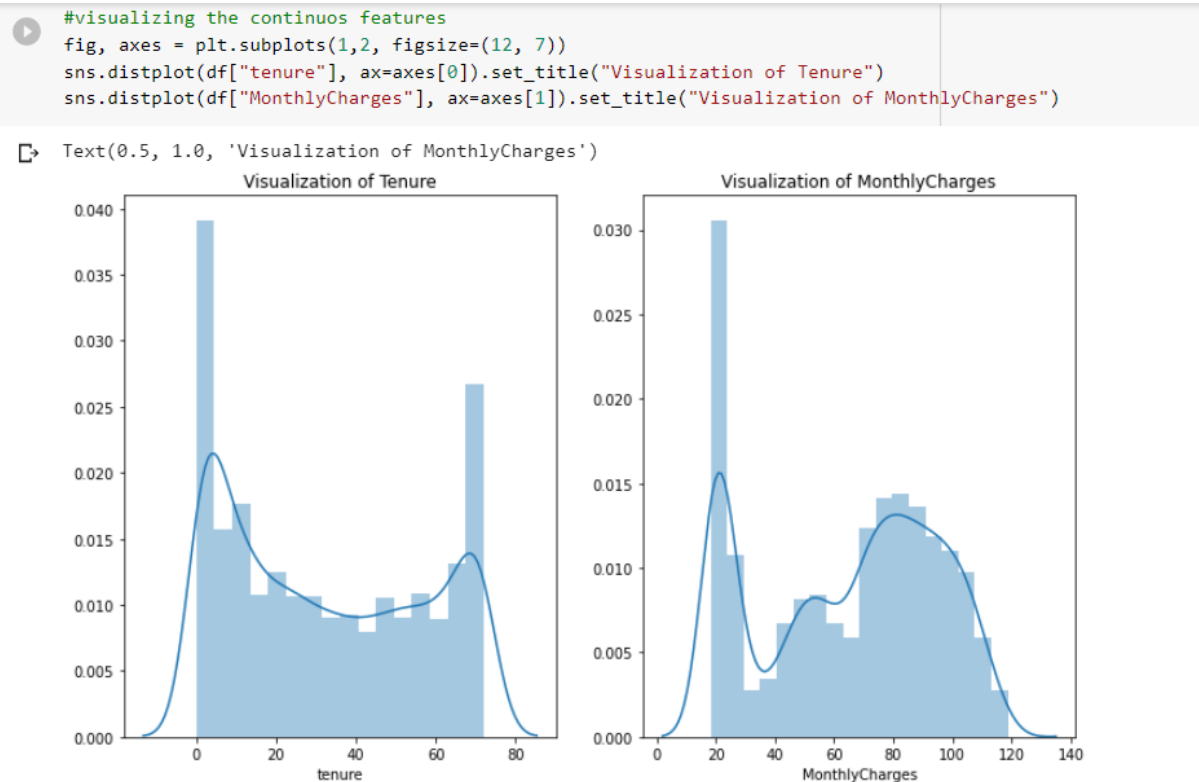 #visualizing the continuos features
fig, axes = plt.subplots(1,2, figsize=(12, 7))
sns.distplot(df["tenure"], ax=axes[0]).set_title("Visualization of Tenure")
sns.distplot(df["MonthlyCharges"], ax=axes[1]).set_title("Visualization of MonthlyCharges")
Text(0.5, 1.0, 'Visualization of MonthlyCharges')
Visualization of Tenure
0.040
0.035
0.030
0.025
0.020
0.015
0.010
0.005
0.000
0 20 40 60 80
tenure
Visualization of MonthlyCharges
0.030
0.025
0.020
0.015
0.010
0.005
0.000
0 20 40 60 80 100 120 140
MonthlyCharges